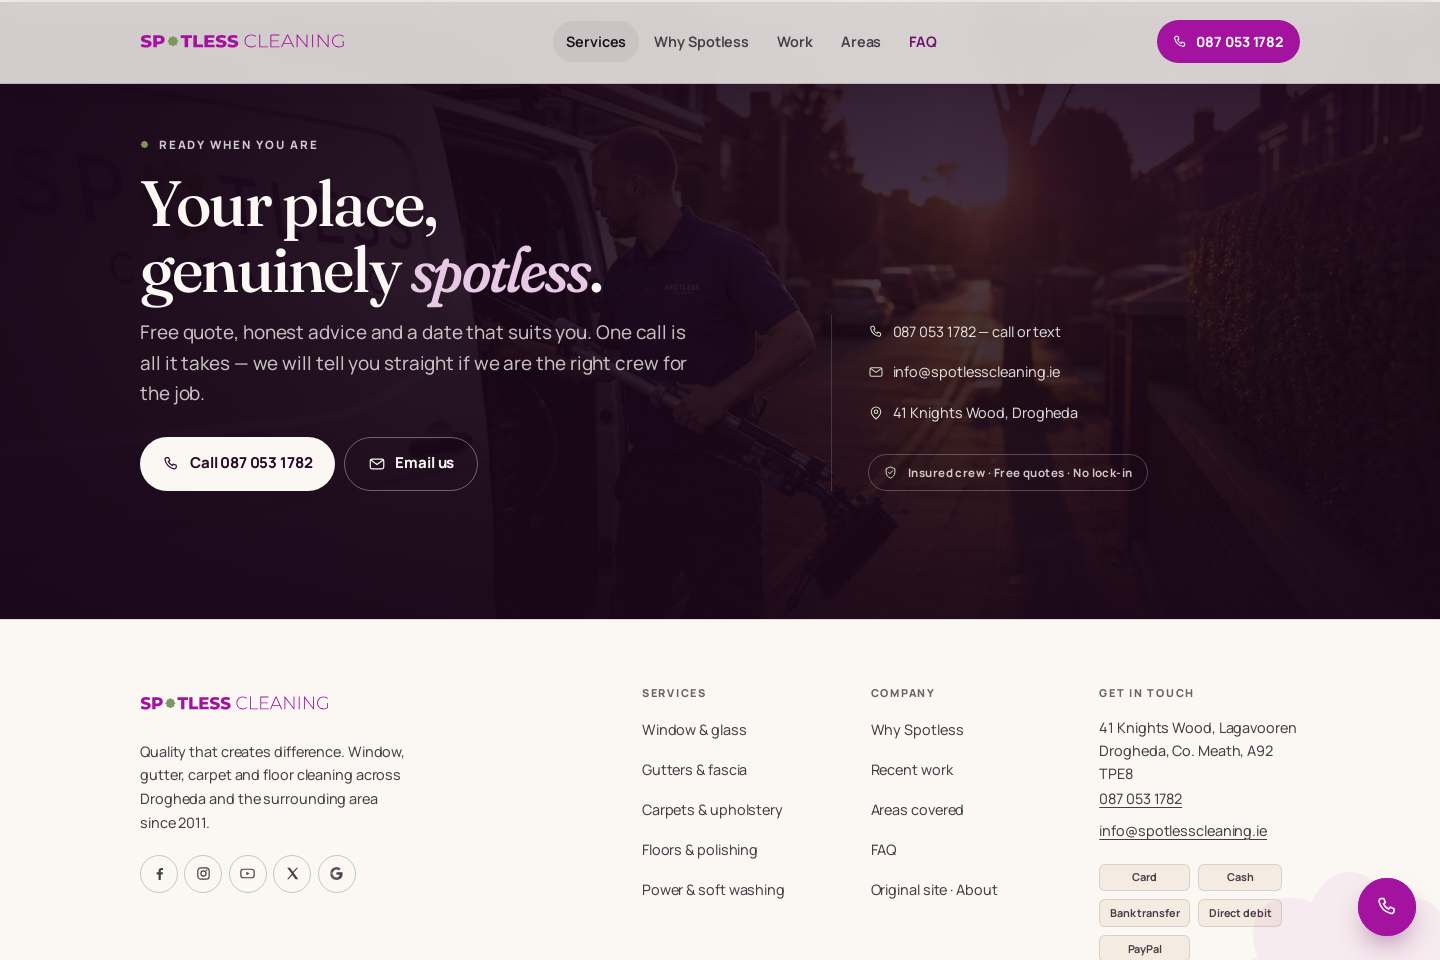 SP TLESS CLEANING
Services
Why Spotless
Work
Areas
FAQ
087 053 1782
READY WHEN YOU ARE
Your place,
genuinely spotless.
Free quote, honest advice and a date that suits you. One call is
all it takes — we will tell you straight if we are the right crew for
the job.
Call 087 053 1782
Email us
087 053 1782 — call or text
info@spotlesscleaning.ie
41 Knights Wood, Drogheda
Insured crew · Free quotes · No lock-in
SPOTLESS
SP TLESS CLEANING
Quality that creates difference. Window,
gutter, carpet and floor cleaning across
Drogheda and the surrounding area
since 2011.
SERVICES
Window & glass
Gutters & fascia
Carpets & upholstery
Floors & polishing
Power & soft washing
COMPANY
Why Spotless
Recent work
Areas covered
FAQ
Original site · About
GET IN TOUCH
41 Knights Wood, Lagavooren
Drogheda, Co. Meath, A92
TPE8
087 053 1782
info@spotlesscleaning.ie
Card
Cash
Bank transfer
Direct debit
PayPal